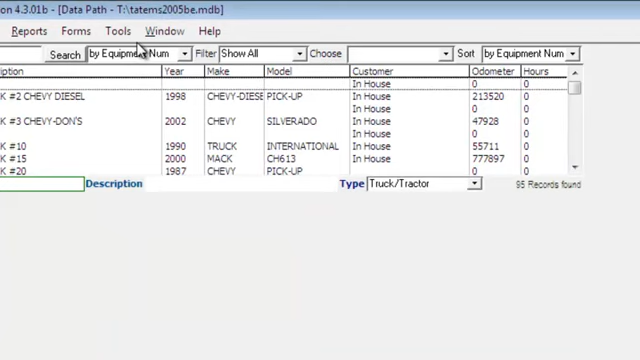 on 4.3.01b - [Data Path - T:\tatems2005be.mdb]
Reports Forms Tools Window Help
Search by Equipment Num Filter Show All Choose Sort by Equipment Num
ption Year Make Model Customer Odometer Hours
In House 0 0
K #2 CHEVY DIESEL 1998 CHEVY-DIESE PICK-UP In House 213520 0
In House 0 0
K #3 CHEVY-DON'S 2002 CHEVY SILVERADO In House 47928 0
In House 0 0
K #10 1990 TRUCK INTERNATIONAL In House 55711 0
K #15 2000 MACK CH613 In House 777897 0
K #20 1987 CHEVY PICK-UP In House 0 0
Description Type Truck/Tractor 95 Records found